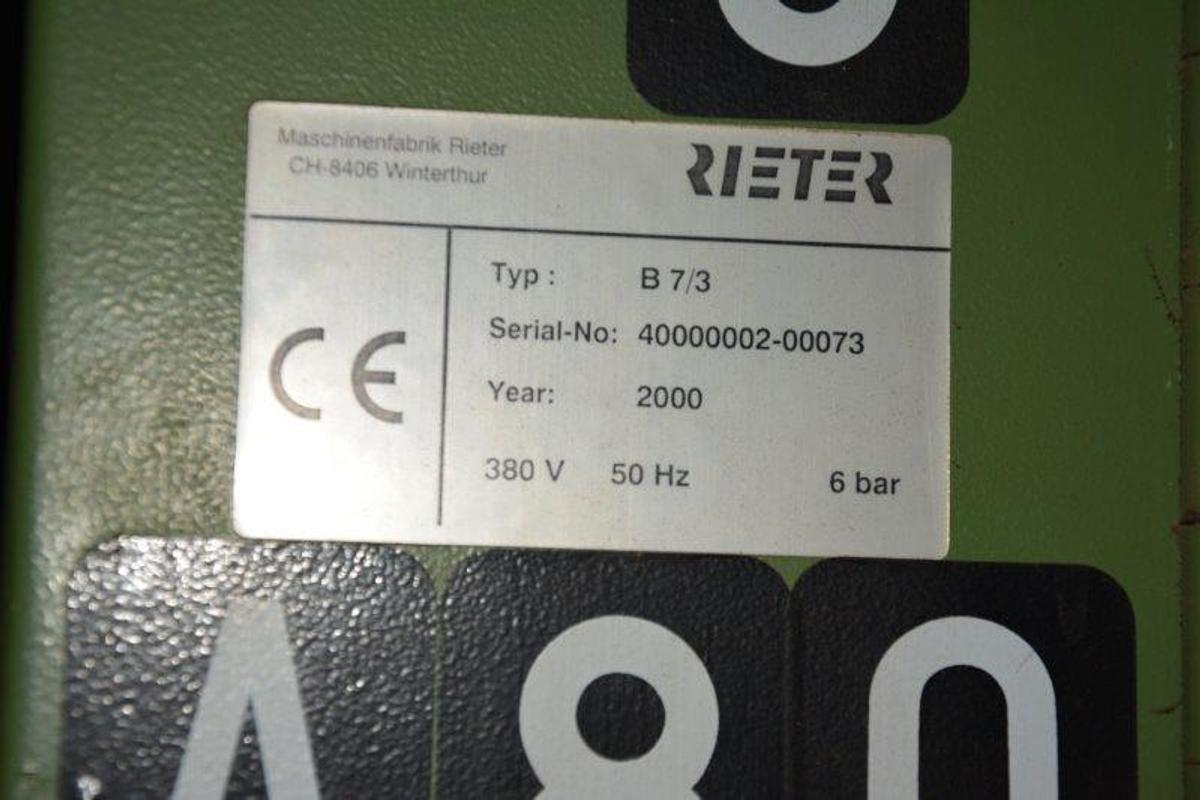 Maschinenfabrik Rieter
CH-8406 Winterthur
RIETER
CE
Typ : B 7/3
Serial-No: 40000002-00073
Year: 2000
380 V 50 Hz 6 bar
A 8 0